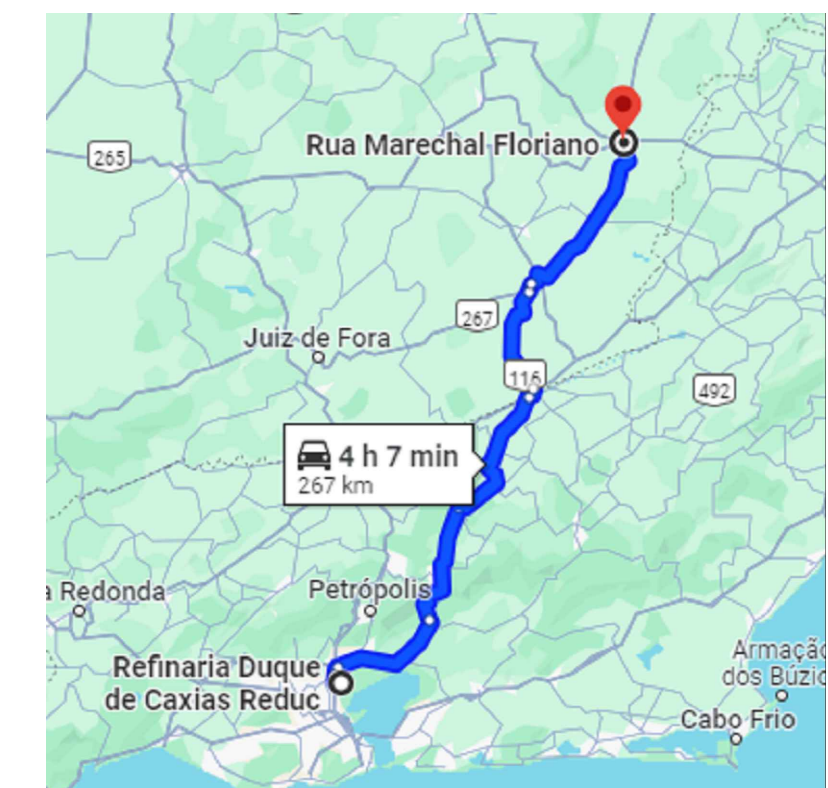 Rua Marechal Floriano
265
267
Juiz de Fora
116
492
4 h 7 min
267 km
a Redonda
Petrópolis
Armação
dos Búzio
Refinaria Duque
de Caxias Reduc
Cabo Frio